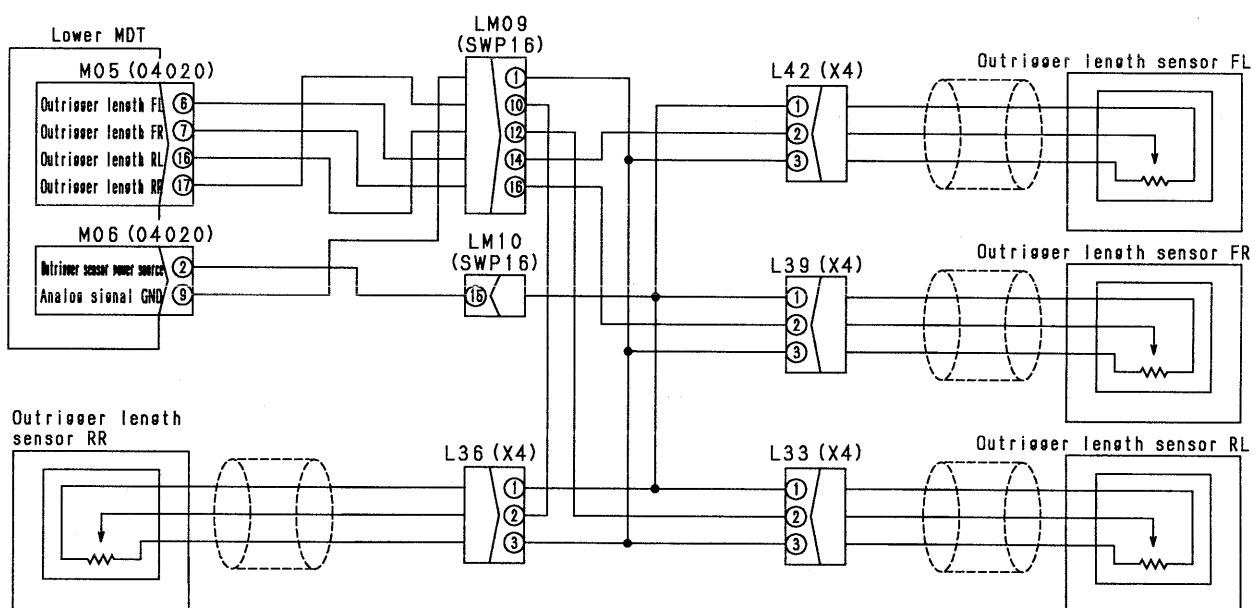 Lower MDT
M05 (04020)
Outrigger length FL 6
Outrigger length FR 7
Outrigger length RL 16
Outrigger length RR 17
M06 (04020)
Outrigger sensor power source 2
Analog signal GND 9
LM09
(SWP16)
1
10
12
14
16
LM10
(SWP16)
15
L42 (X4)
1
2
3
Outrigger length sensor FL
L39 (X4)
1
2
3
Outrigger length sensor FR
Outrigger length
sensor RR
L36 (X4)
1
2
3
L33 (X4)
1
2
3
Outrigger length sensor RL